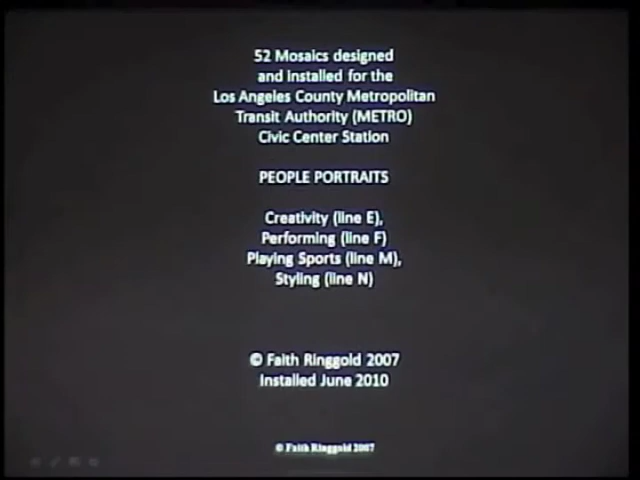 52 Mosaics designed
and installed for the
Los Angeles County Metropolitan
Transit Authority (METRO)
Civic Center Station
PEOPLE PORTRAITS
Creativity (line E),
Performing (line F)
Playing Sports (line M),
Styling (line N)
© Faith Ringgold 2007
Installed June 2010
© Faith Ringgold 2007